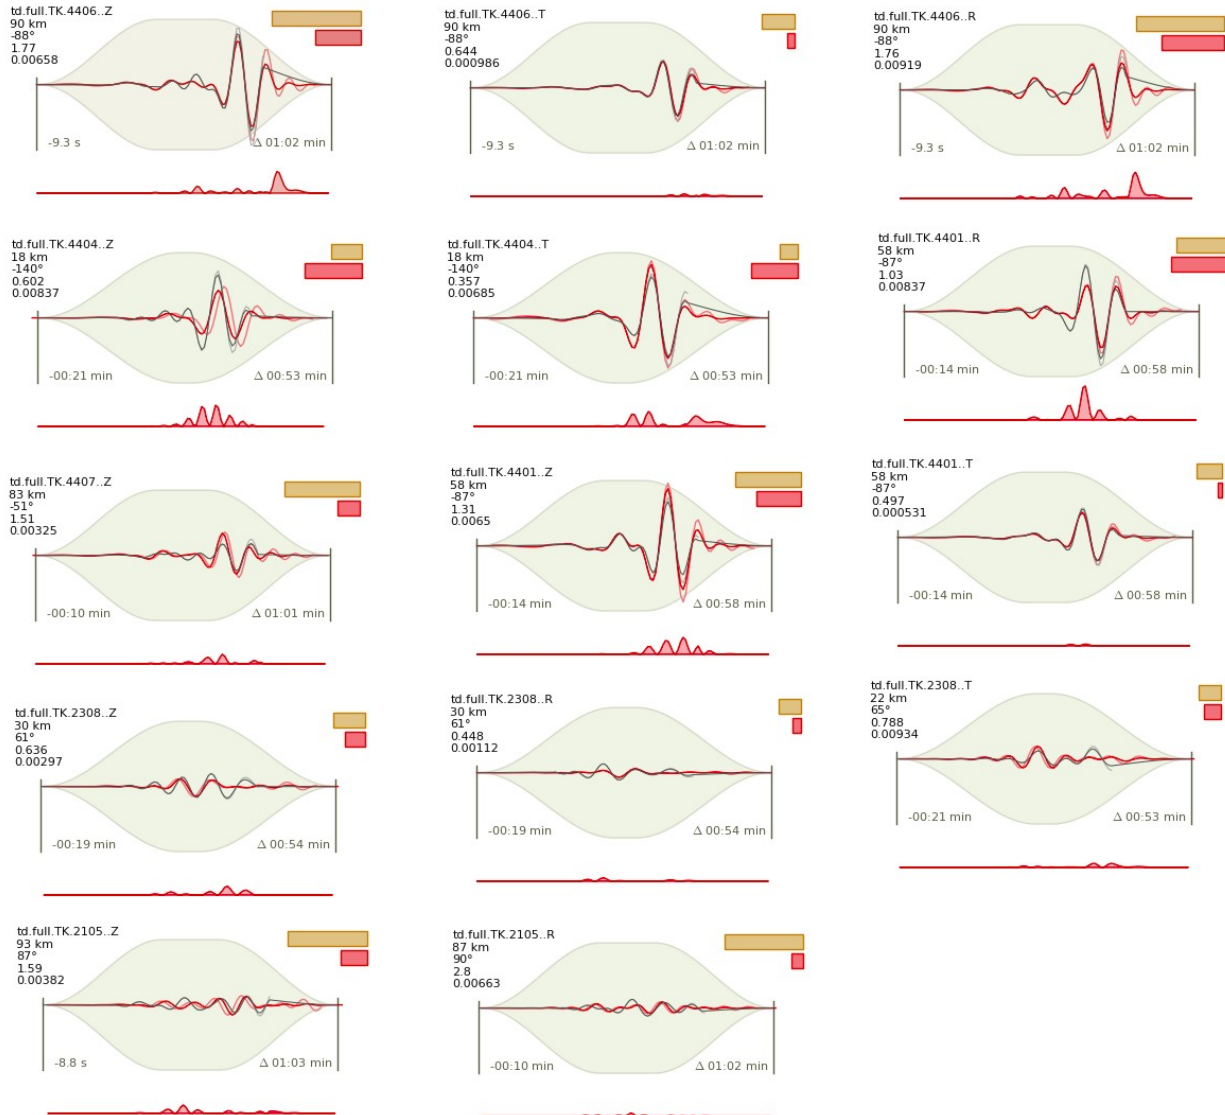 td.full.TK.4406..Z
90 km
-88°
1.77
0.00658
-9.3 s
Δ 01:02 min
td.full.TK.4406..T
90 km
-88°
0.644
0.000986
-9.3 s
Δ 01:02 min
td.full.TK.4406..R
90 km
-88°
1.76
0.00919
-9.3 s
Δ 01:02 min
td.full.TK.4404..Z
18 km
-140°
0.602
0.00837
-00:21 min
Δ 00:53 min
td.full.TK.4404..T
18 km
-140°
0.357
0.00685
-00:21 min
Δ 00:53 min
td.full.TK.4401..R
58 km
-87°
1.03
0.00837
-00:14 min
Δ 00:58 min
td.full.TK.4407..Z
83 km
-51°
1.51
0.00325
-00:10 min
Δ 01:01 min
td.full.TK.4401..Z
58 km
-87°
1.31
0.0065
-00:14 min
Δ 00:58 min
td.full.TK.4401..T
58 km
-87°
0.497
0.000531
-00:14 min
Δ 00:58 min
td.full.TK.2308..Z
30 km
61°
0.636
0.00297
-00:19 min
Δ 00:54 min
td.full.TK.2308..R
30 km
61°
0.448
0.00112
-00:19 min
Δ 00:54 min
td.full.TK.2308..T
22 km
65°
0.788
0.00934
-00:21 min
Δ 00:53 min
td.full.TK.2105..Z
93 km
87°
1.59
0.00382
-8.8 s
Δ 01:03 min
td.full.TK.2105..R
87 km
90°
2.8
0.00663
-00:10 min
Δ 01:02 min